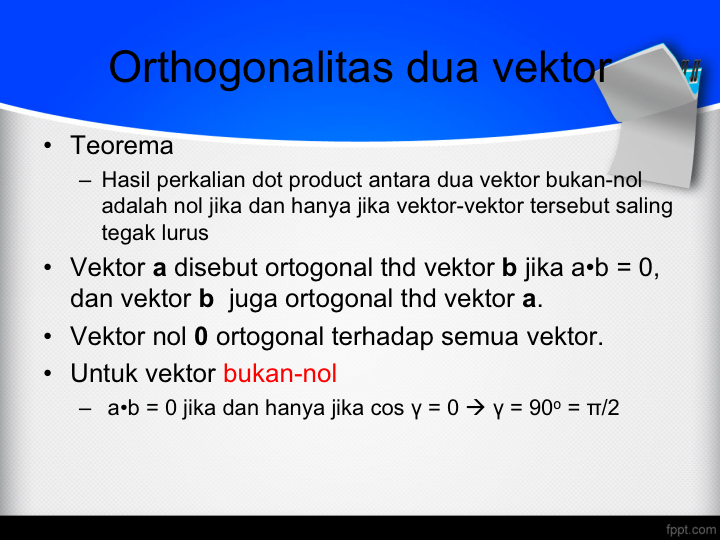 Orthogonalitas dua vektor
• Teorema
– Hasil perkalian dot product antara dua vektor bukan-nol
adalah nol jika dan hanya jika vektor-vektor tersebut saling
tegak lurus
• Vektor a disebut ortogonal thd vektor b jika a•b = 0,
dan vektor b juga ortogonal thd vektor a.
• Vektor nol 0 ortogonal terhadap semua vektor.
• Untuk vektor bukan-nol
– a•b = 0 jika dan hanya jika cos γ = 0 → γ = 90º = π/2
fppt.com